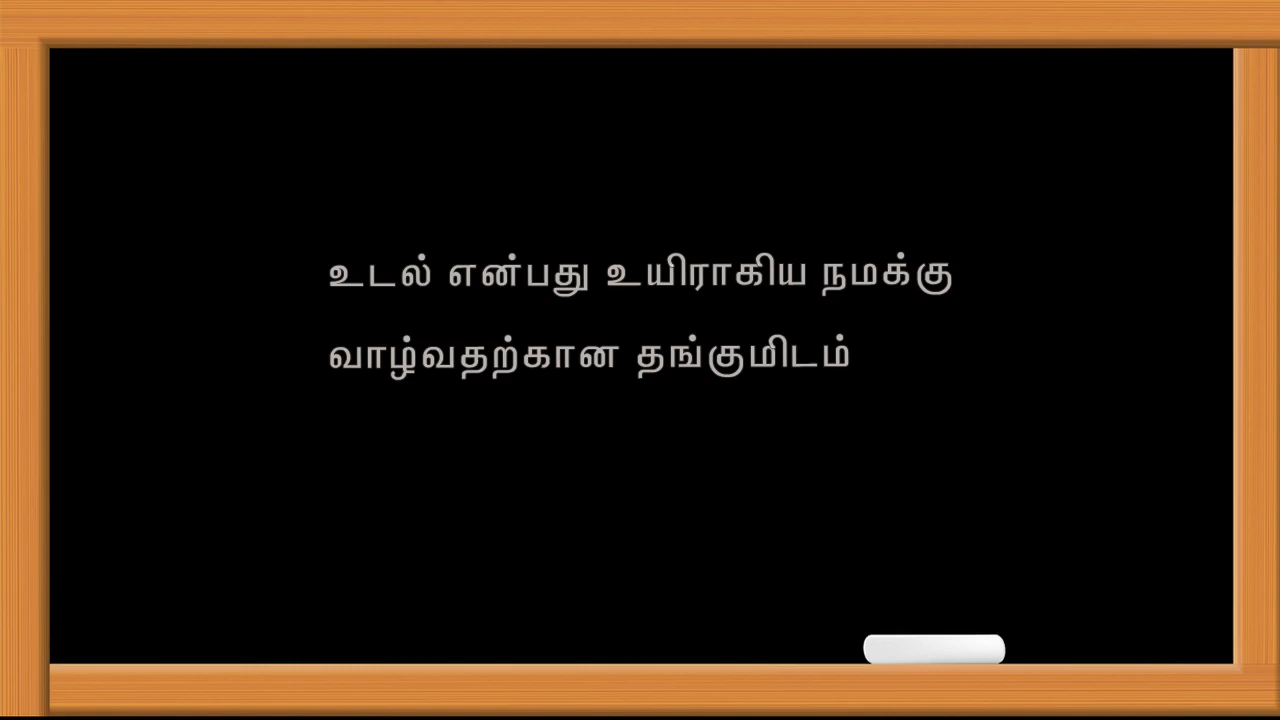 உடல் என்பது உயிராகிய நமக்கு
வாழ்வதற்கான தங்குமிடம்